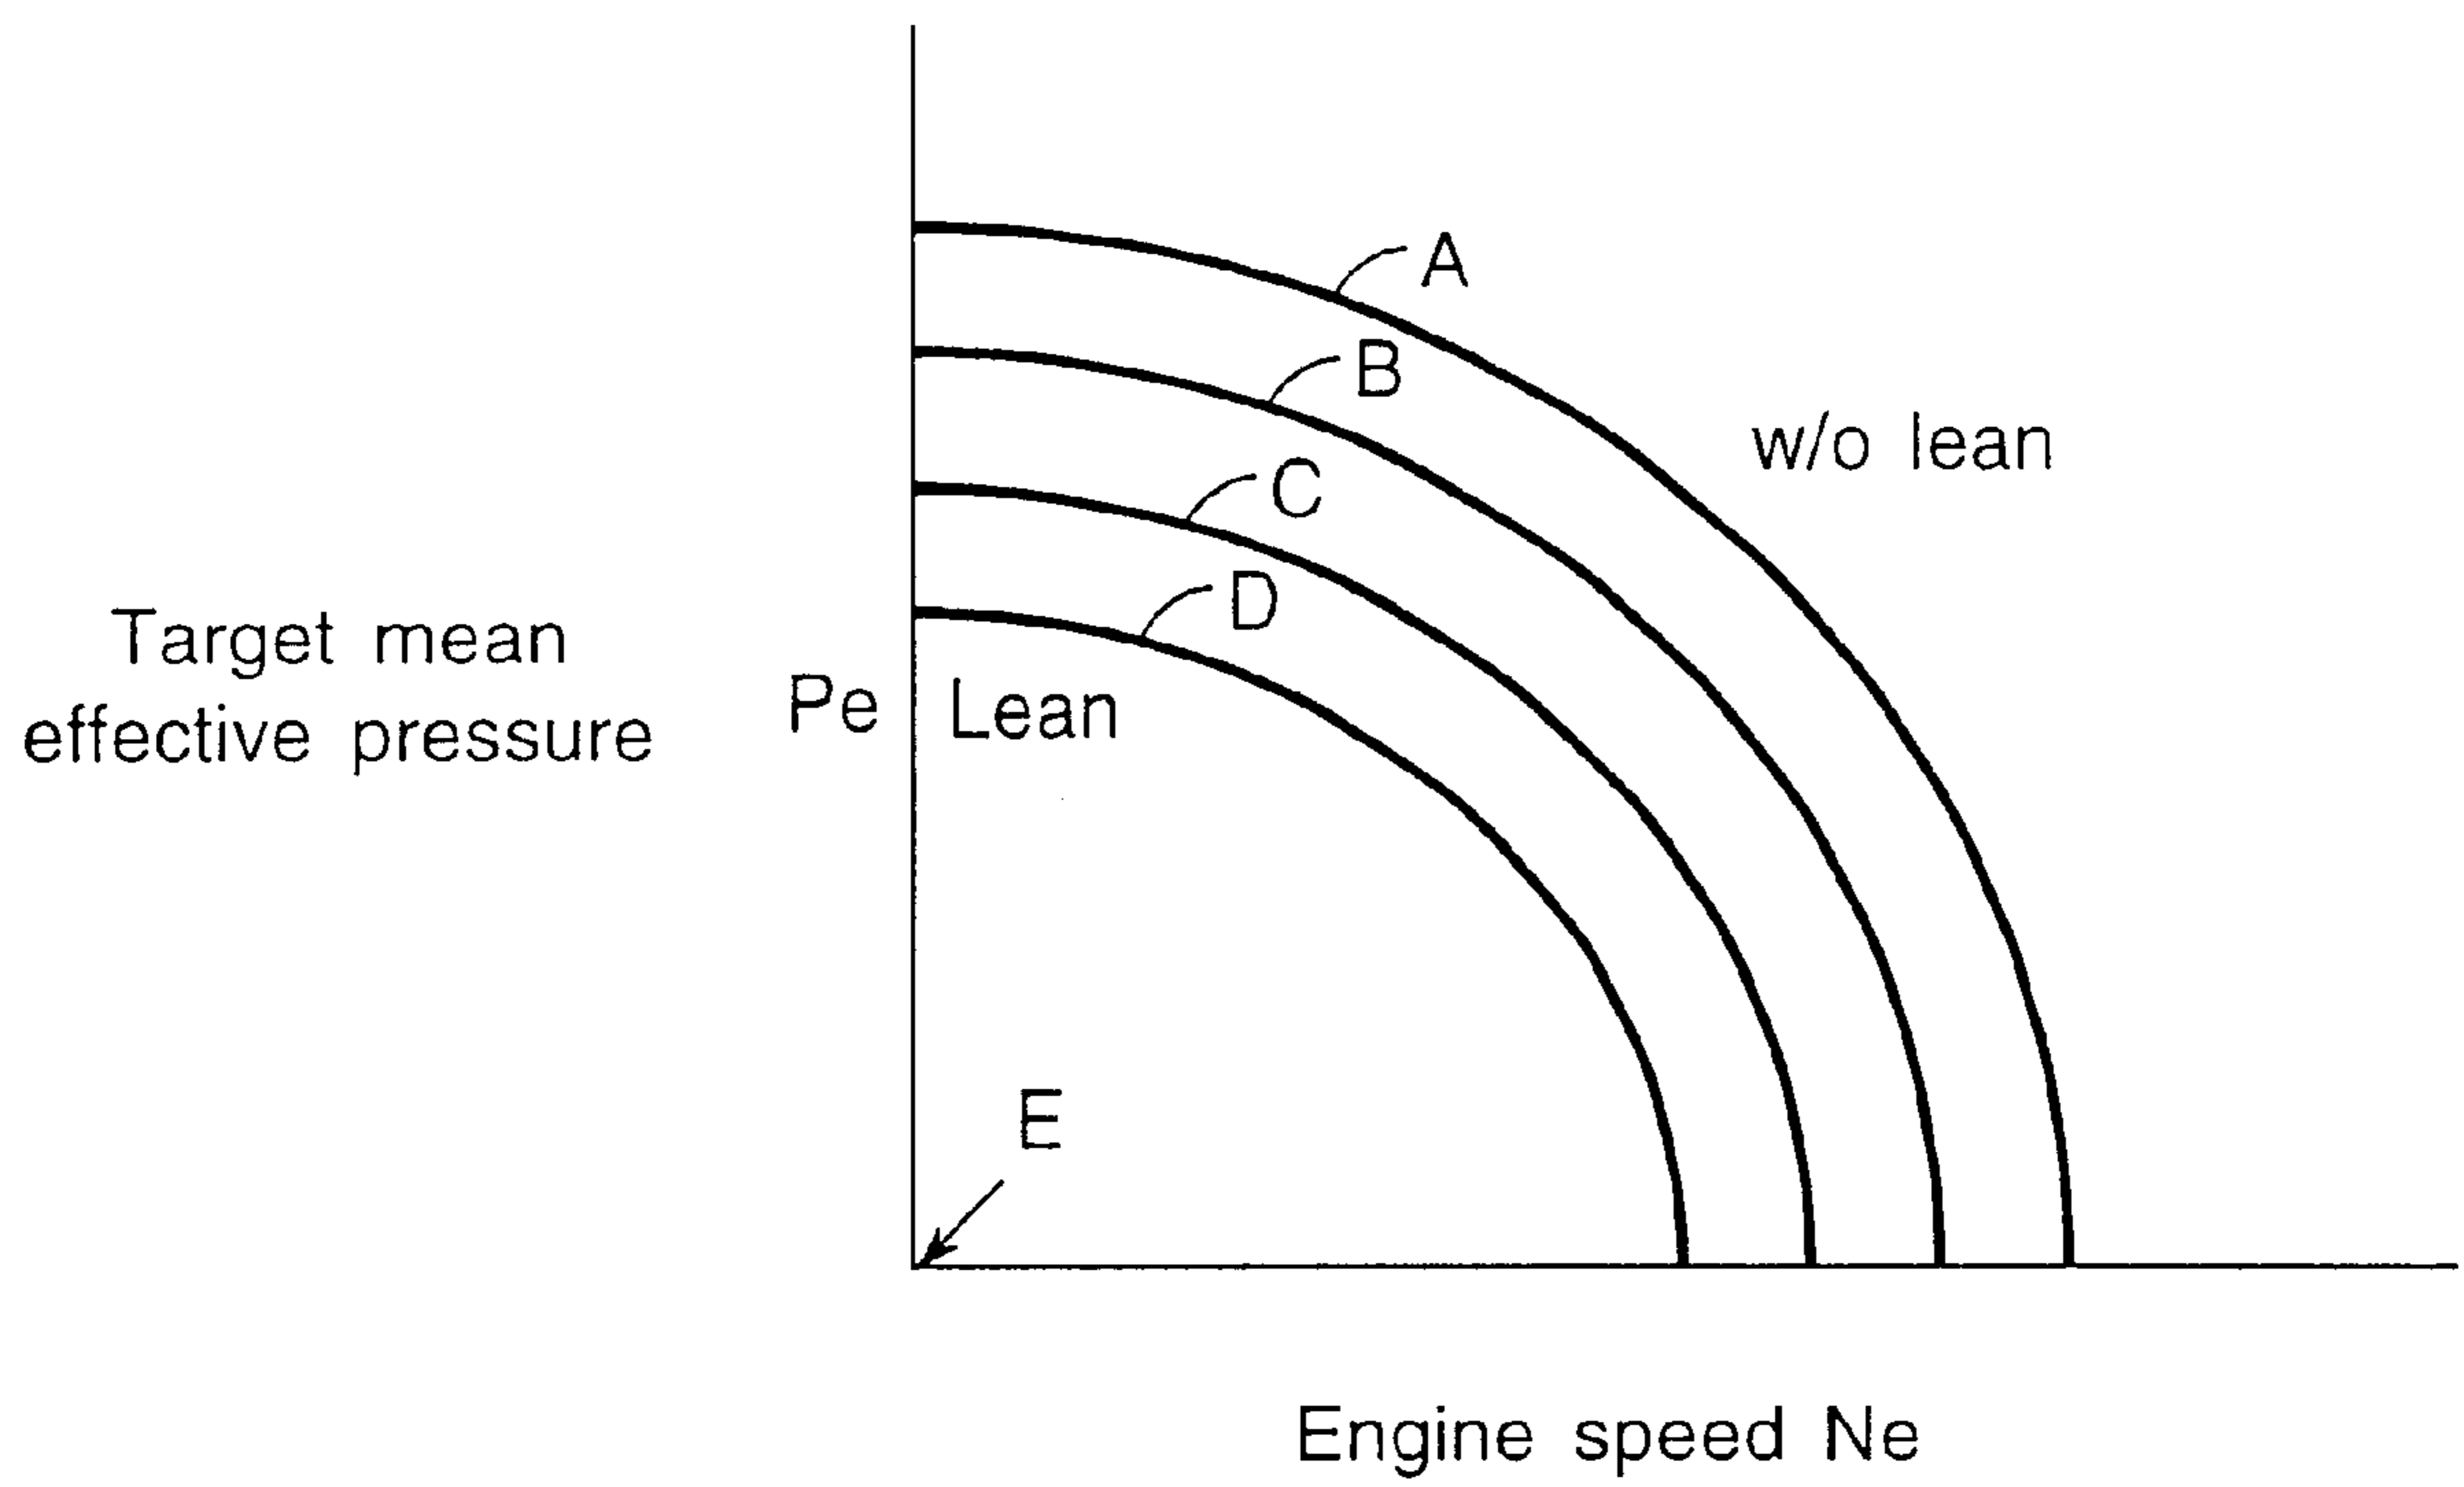 A
B
w/o lean
C
D
Target mean
effective pressure
Pe
Lean
E
Engine speed Ne